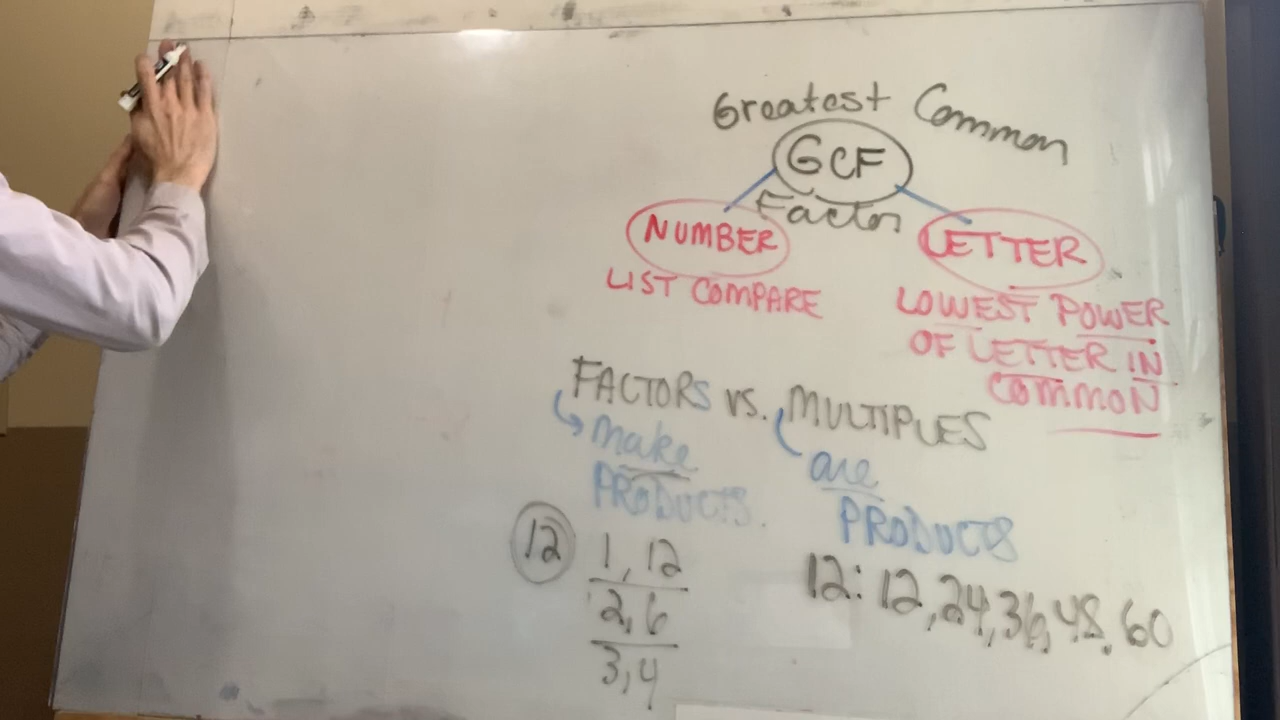 Greatest Common
GCF
Factor
NUMBER
LIST COMPARE
LETTER
LOWEST POWER
OF LETTER IN
COMMON
FACTORS VS. MULTIPLES
make
PRODUCTS.
are
PRODUCTS
12
1, 12
2, 6
3, 4
12: 12, 24, 36, 48, 60